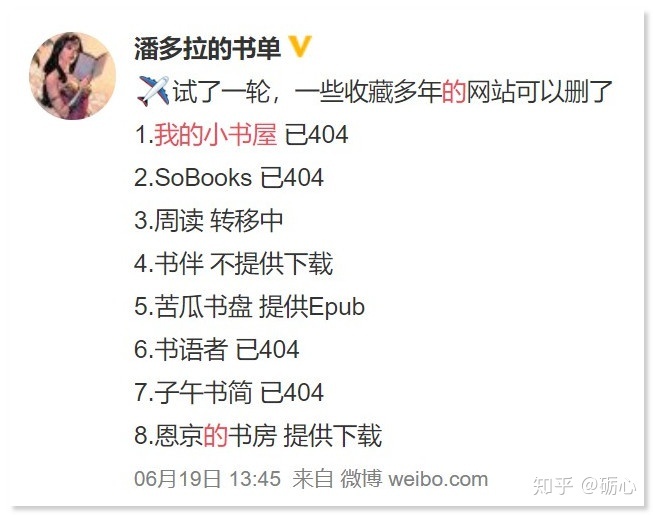 潘多拉的书单
✈️试了一轮，一些收藏多年的网站可以删了
1.我的小书屋 已404
2.SoBooks 已404
3.周读 转移中
4.书伴 不提供下载
5.苦瓜书盘 提供Epub
6.书语者 已404
7.子午书简 已404
8.恩京的书房 提供下载
06月19日 13:45 来自 微博 weibo.com
知乎 @砺心